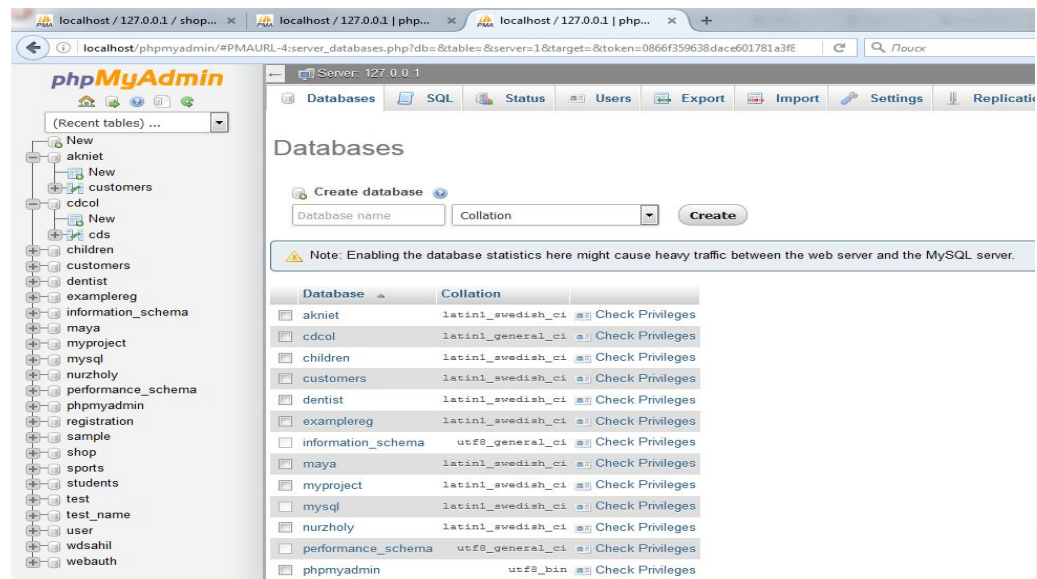 localhost / 127.0.0.1 / shop... ×
localhost / 127.0.0.1 | php... ×
localhost / 127.0.0.1 | php... × +
localhost/phpmyadmin/#PMAURL-4:server_databases.php?db=&table=&server=1&target=&token=0866f359638dace601781a3f8
Поиск
phpMyAdmin
(Recent tables) ...
New
akniet
New
customers
cdcol
New
cds
children
customers
dentist
examplereg
information_schema
maya
myproject
mysql
nurzholy
performance_schema
phpmyadmin
registration
sample
shop
sports
students
test
test_name
user
wdsahil
webauth
Server: 127.0.0.1
Databases SQL Status Users Export Import Settings Replicati
Databases
Create database
Database name Collation Create
Note: Enabling the database statistics here might cause heavy traffic between the web server and the MySQL server.
Database Collation
akniet latin1_swedish_ci Check Privileges
cdcol latin1_general_ci Check Privileges
children latin1_swedish_ci Check Privileges
customers latin1_swedish_ci Check Privileges
dentist latin1_swedish_ci Check Privileges
examplereg latin1_swedish_ci Check Privileges
information_schema utf8_general_ci Check Privileges
maya latin1_swedish_ci Check Privileges
myproject latin1_swedish_ci Check Privileges
mysql latin1_swedish_ci Check Privileges
nurzholy latin1_swedish_ci Check Privileges
performance_schema utf8_general_ci Check Privileges
phpmyadmin utf8_bin Check Privileges